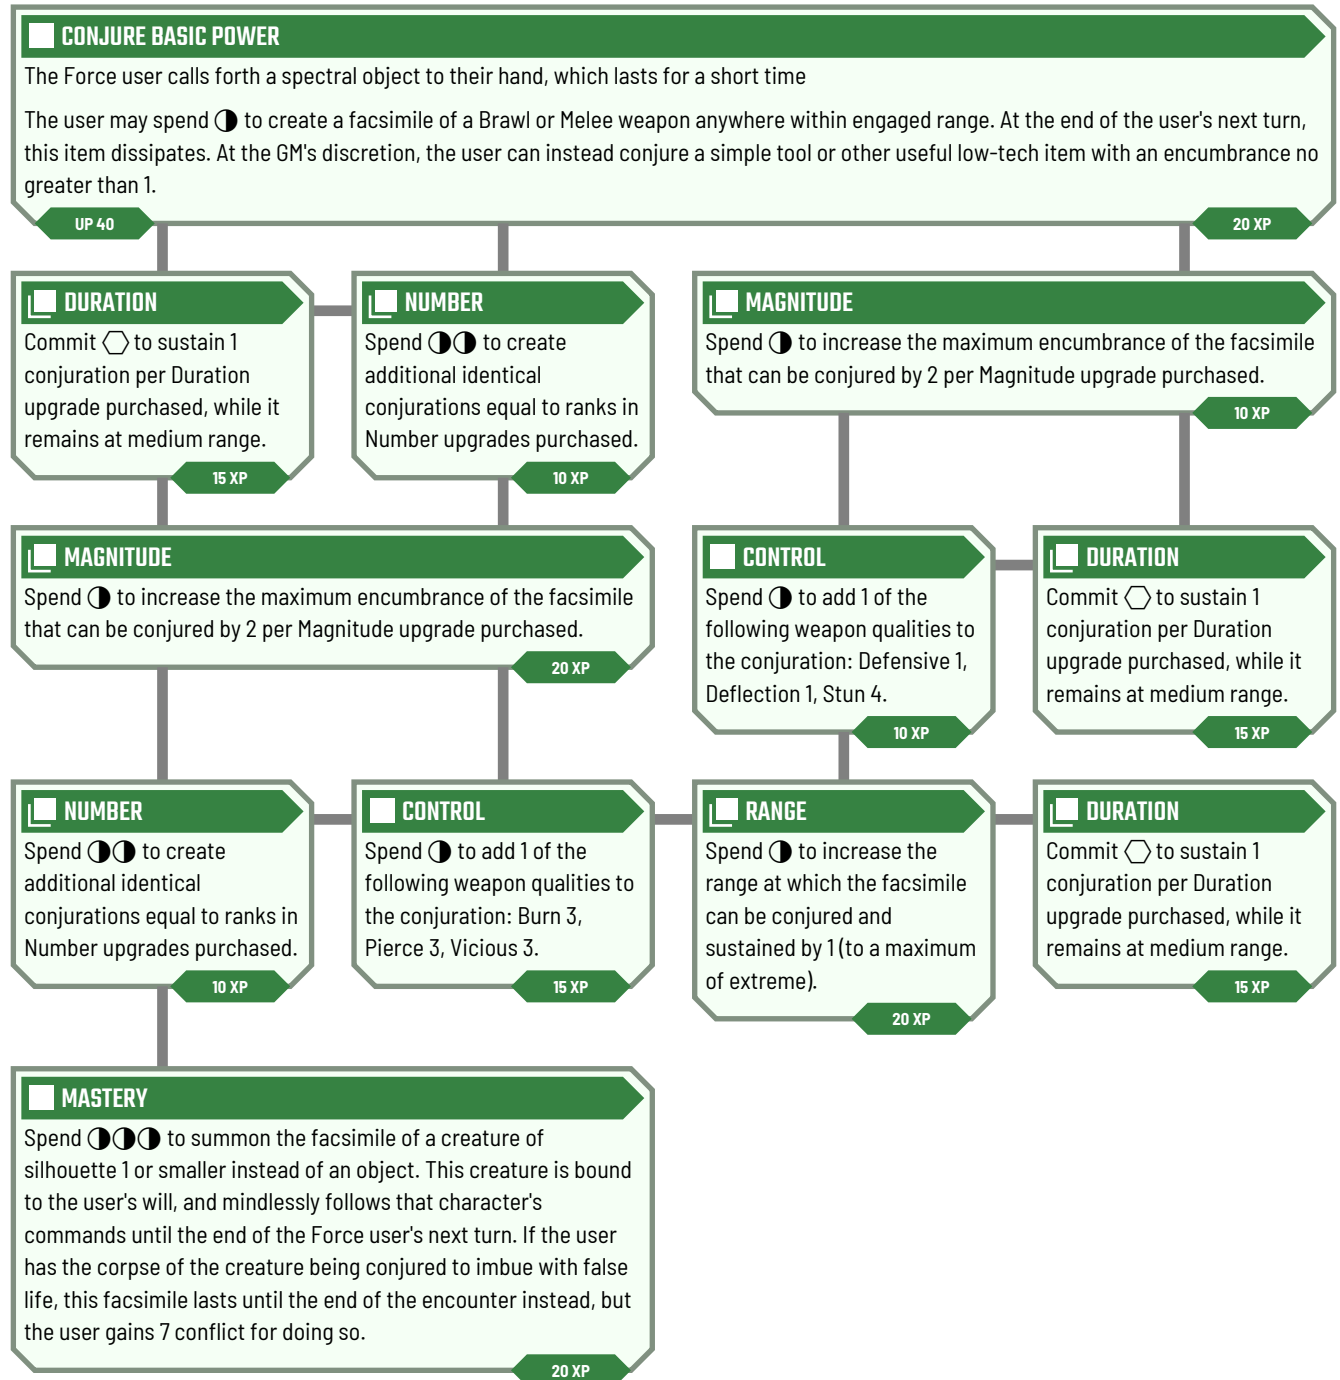 CONJURE BASIC POWER
The Force user calls forth a spectral object to their hand, which lasts for a short time
The user may spend ◑ to create a facsimile of a Brawl or Melee weapon anywhere within engaged range. At the end of the user's next turn,
this item dissipates. At the GM's discretion, the user can instead conjure a simple tool or other useful low-tech item with an encumbrance no
greater than 1.
UP 40
20 XP
DURATION
Commit ⬡ to sustain 1
conjuration per Duration
upgrade purchased, while it
remains at medium range.
15 XP
NUMBER
Spend ◑◑ to create
additional identical
conjurations equal to ranks in
Number upgrades purchased.
10 XP
MAGNITUDE
Spend ◑ to increase the maximum encumbrance of the facsimile
that can be conjured by 2 per Magnitude upgrade purchased.
10 XP
MAGNITUDE
Spend ◑ to increase the maximum encumbrance of the facsimile
that can be conjured by 2 per Magnitude upgrade purchased.
20 XP
CONTROL
Spend ◑ to add 1 of the
following weapon qualities to
the conjuration: Defensive 1,
Deflection 1, Stun 4.
10 XP
DURATION
Commit ⬡ to sustain 1
conjuration per Duration
upgrade purchased, while it
remains at medium range.
15 XP
NUMBER
Spend ◑◑ to create
additional identical
conjurations equal to ranks in
Number upgrades purchased.
10 XP
CONTROL
Spend ◑ to add 1 of the
following weapon qualities to
the conjuration: Burn 3,
Pierce 3, Vicious 3.
15 XP
RANGE
Spend ◑ to increase the
range at which the facsimile
can be conjured and
sustained by 1 (to a maximum
of extreme).
20 XP
DURATION
Commit ⬡ to sustain 1
conjuration per Duration
upgrade purchased, while it
remains at medium range.
15 XP
MASTERY
Spend ◑◑◑ to summon the facsimile of a creature of
silhouette 1 or smaller instead of an object. This creature is bound
to the user's will, and mindlessly follows that character's
commands until the end of the Force user's next turn. If the user
has the corpse of the creature being conjured to imbue with false
life, this facsimile lasts until the end of the encounter instead, but
the user gains 7 conflict for doing so.
20 XP